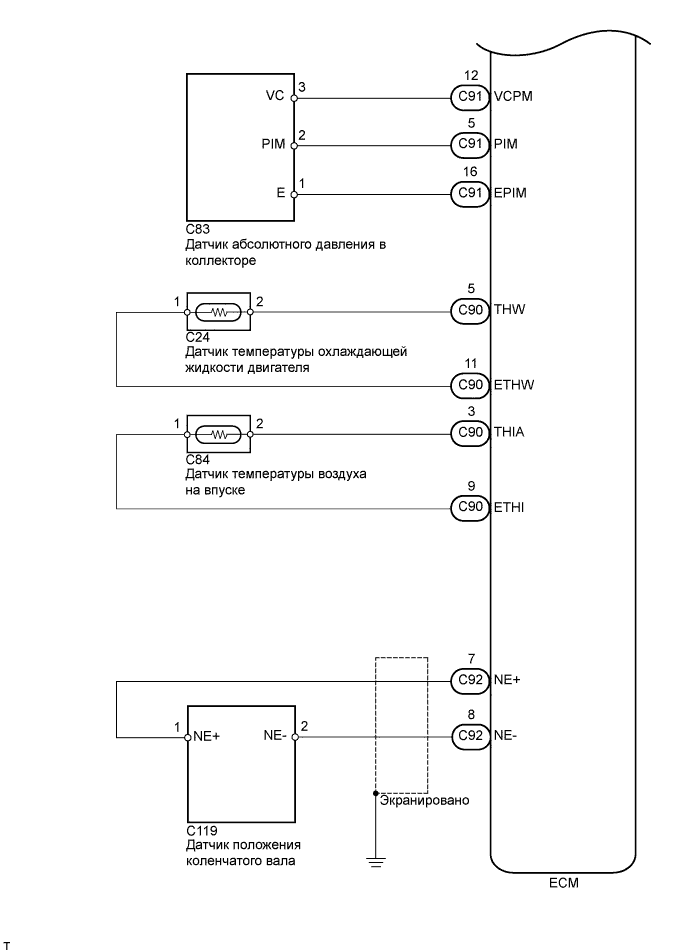 12
VC 3 C91 VCPM
5
PIM 2 C91 PIM
16
E 1 C91 EPIM
C83
Датчик абсолютного давления в
коллекторе
5
1 2 C90 THW
C24
Датчик температуры охлаждающей
жидкости двигателя
11
C90 ETHW
3
1 2 C90 THIA
C84
Датчик температуры воздуха
на впуске
9
C90 ETHI
7
C92 NE+
8
1 NE+ NE- 2 C92 NE-
Экранировано
C119
Датчик положения
коленчатого вала
ECM
T